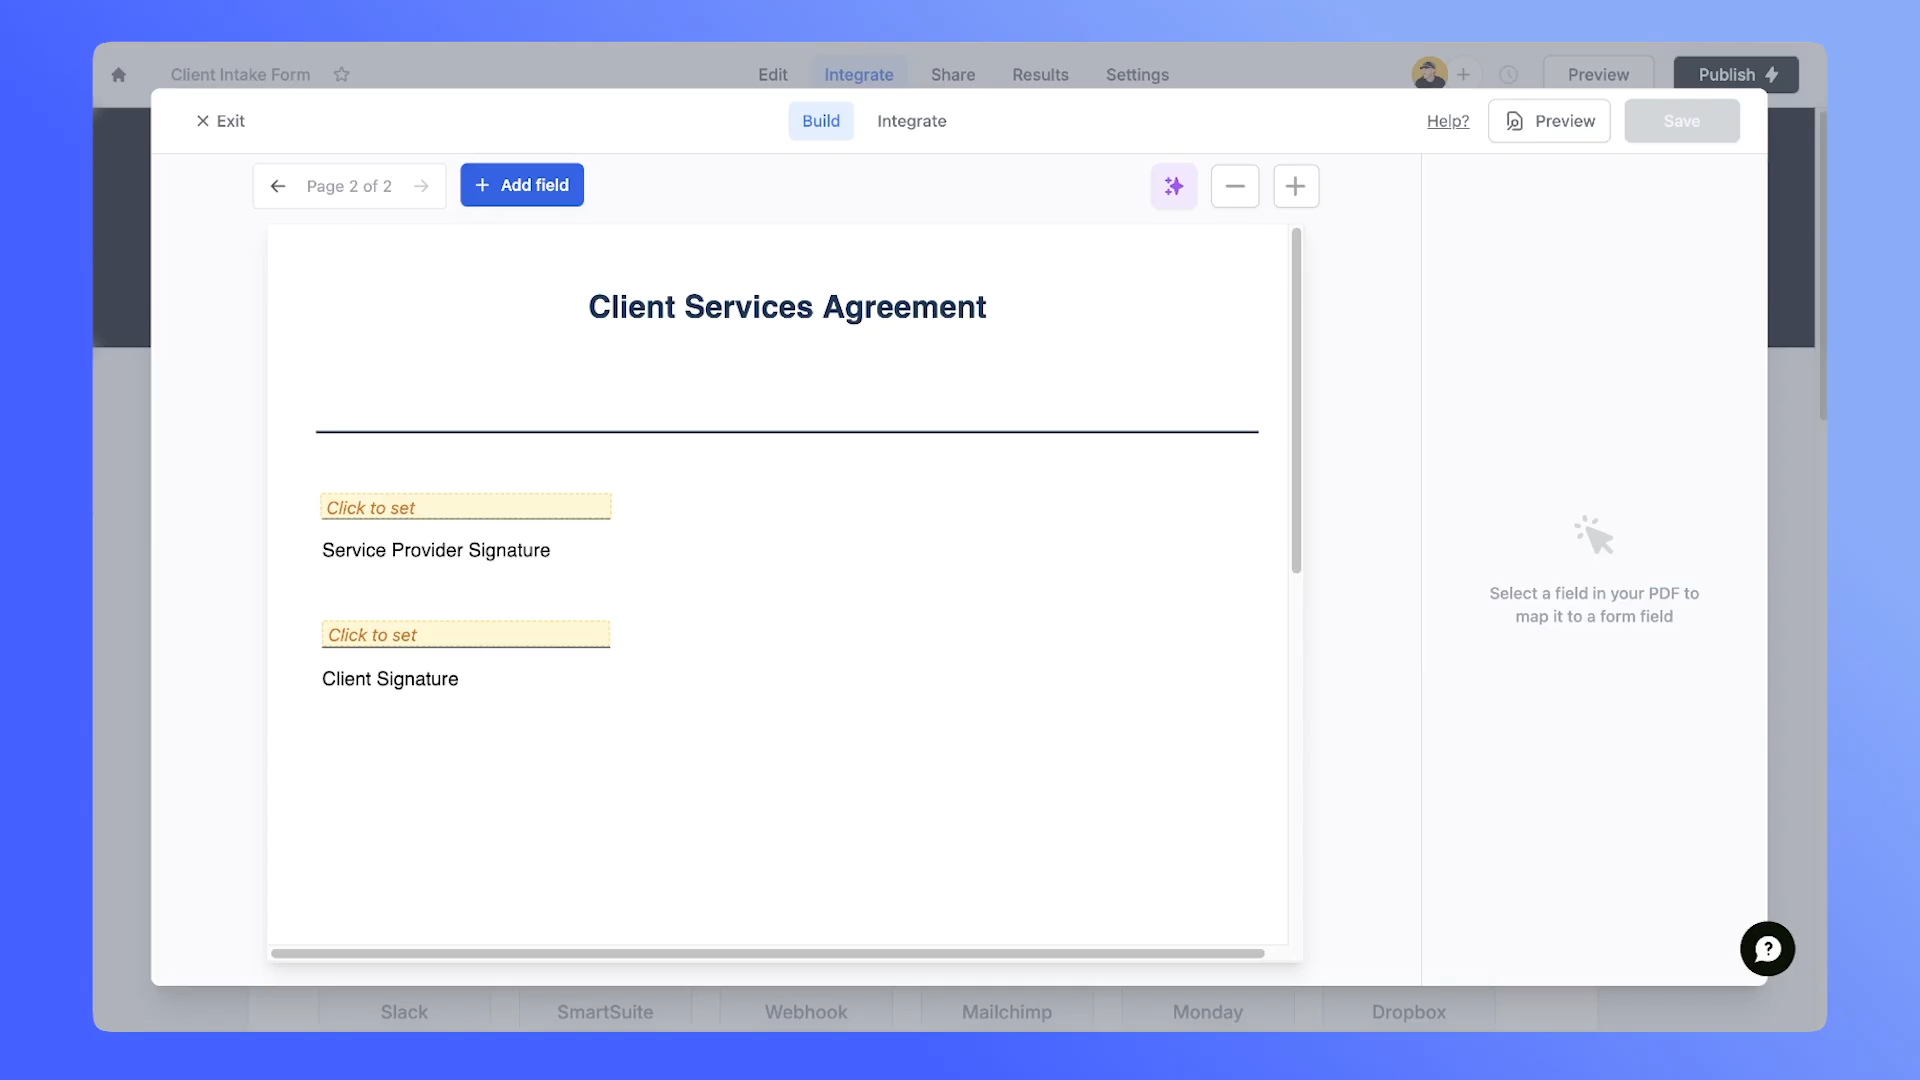 Client Intake Form
Edit Integrate Share Results Settings
Preview Publish
Exit
Build Integrate
Help? Preview Save
Page 2 of 2
Add field
Client Services Agreement
Click to set
Service Provider Signature
Click to set
Client Signature
Select a field in your PDF to
map it to a form field
Slack SmartSuite Webhook Mailchimp Monday Dropbox